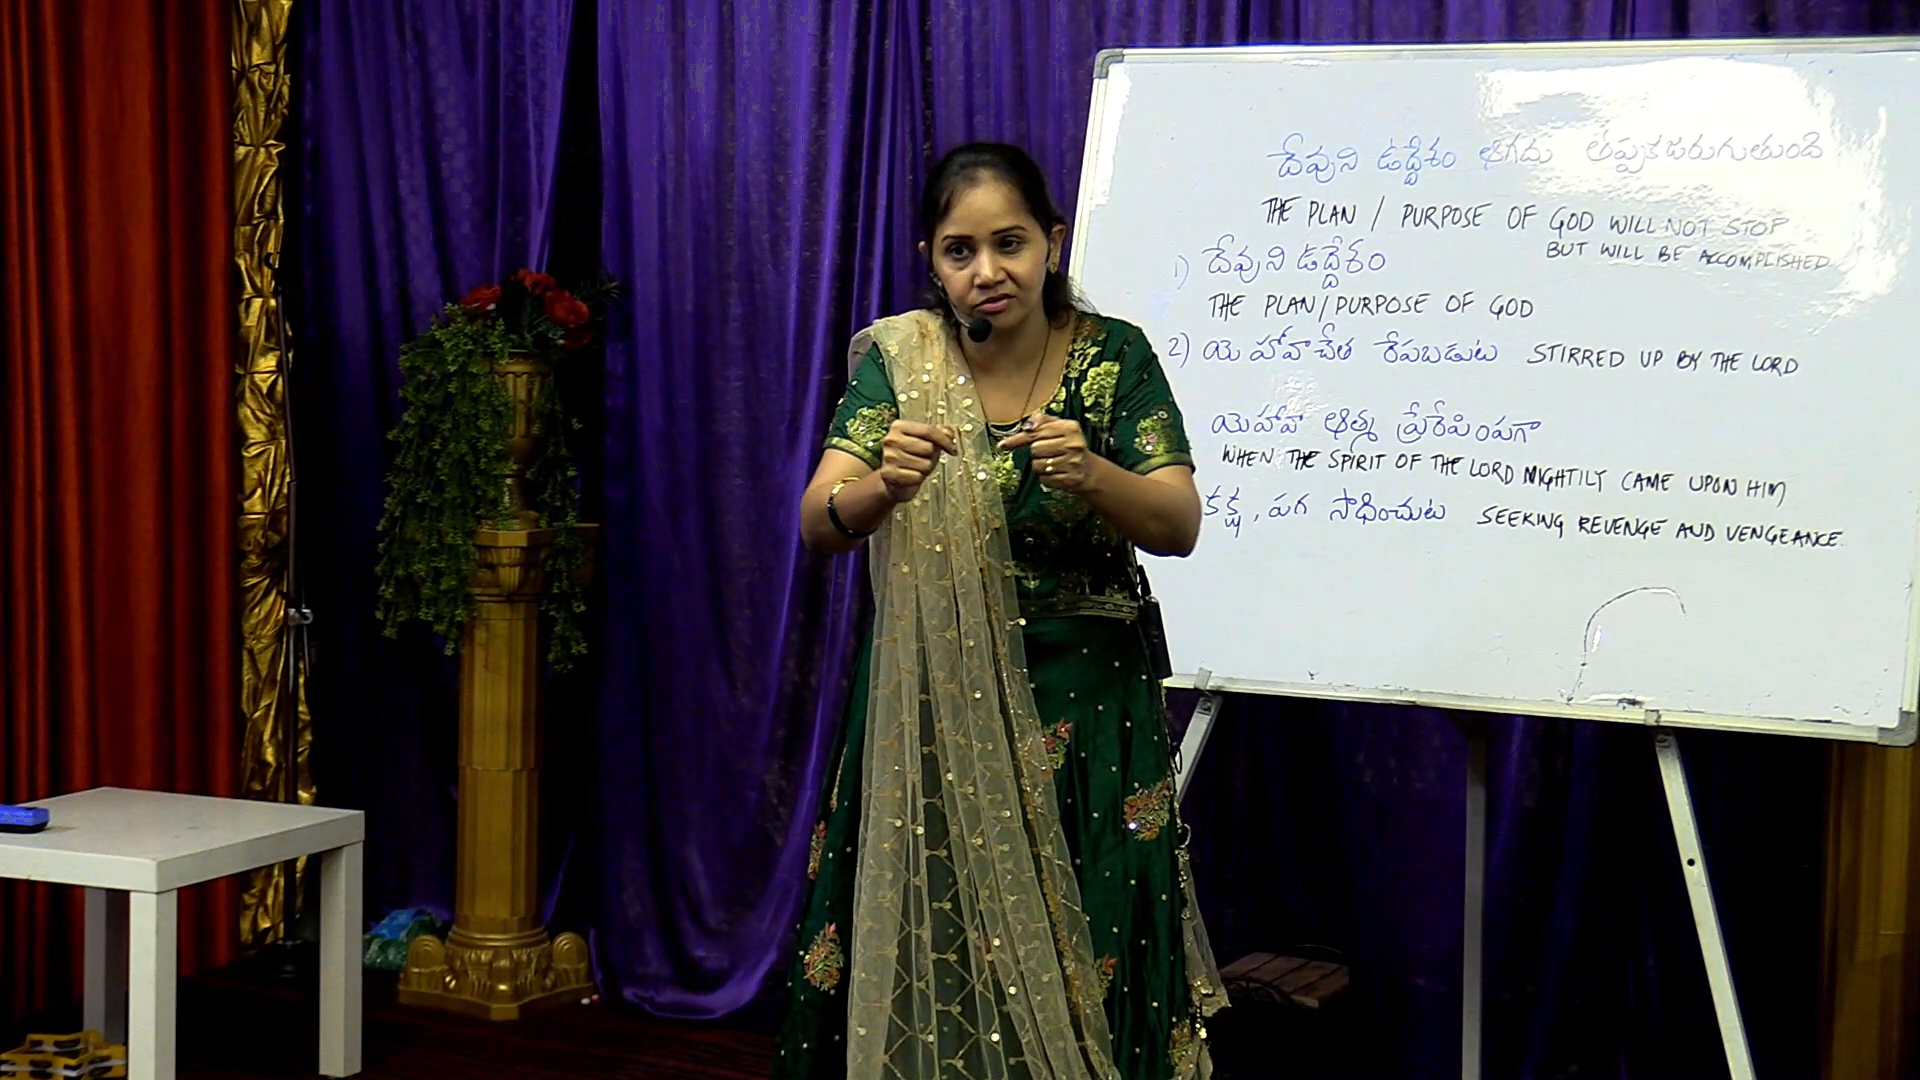 దేవుని ఉద్దేశం ఆగదు తప్పకజరుగుతుంది
THE PLAN / PURPOSE OF GOD WILL NOT STOP
BUT WILL BE ACCOMPLISHED
1) దేవుని ఉద్దేశం
THE PLAN/PURPOSE OF GOD
2) యెహోవాచేత రేపబడుట STIRRED UP BY THE LORD
యెహోవా ఆత్మ ప్రేరేపింపగా
WHEN THE SPIRIT OF THE LORD MIGHTILY CAME UPON HIM
కక్ష, పగ సాధించుట SEEKING REVENGE AND VENGEANCE.